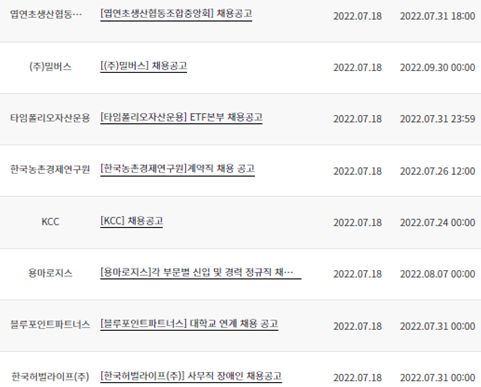 엽연초생산협동… [엽연초생산협동조합중앙회] 채용공고 2022.07.18 2022.07.31 18:00
(주)밀버스 [(주)밀버스] 채용공고 2022.07.18 2022.09.30 00:00
타임폴리오자산운용 [타임폴리오자산운용] ETF본부 채용공고 2022.07.18 2022.07.31 23:59
한국농촌경제연구원 [한국농촌경제연구원]계약직 채용 공고 2022.07.18 2022.07.26 12:00
KCC [KCC] 채용공고 2022.07.18 2022.07.24 00:00
용마로지스 [용마로지스]각 부문별 신입 및 경력 정규직 채… 2022.07.18 2022.08.07 00:00
블루포인트파트너스 [블루포인트파트너스] 대학교 연계 채용 공고 2022.07.18 2022.07.31 00:00
한국허벌라이프(주) [한국허벌라이프(주)] 사무직 장애인 채용공고 2022.07.18 2022.07.31 00:00